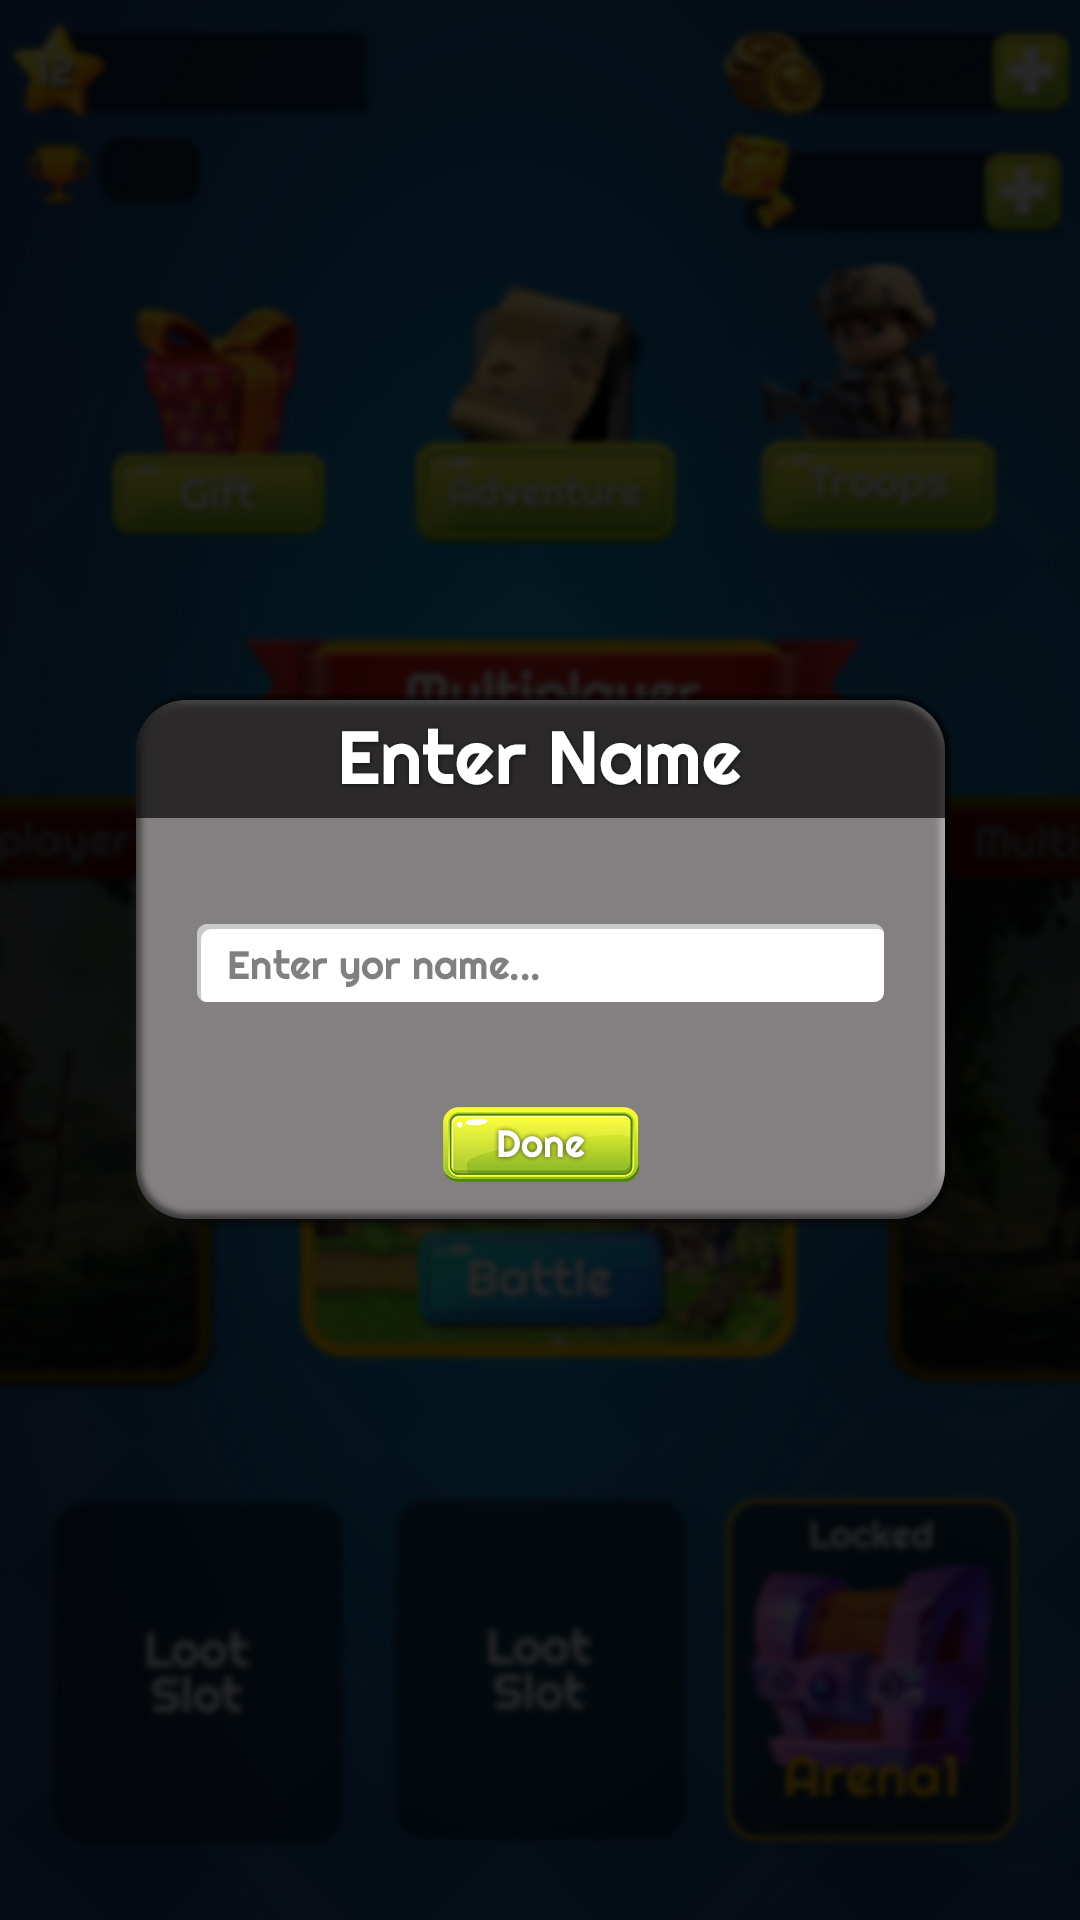 12
Gift
Adventure
Troops
Multiplayer
Enter Name
player
Multi
Enter yor name...
Done
Battle
Locked
Loot
Slot
Loot
Slot
Arena1